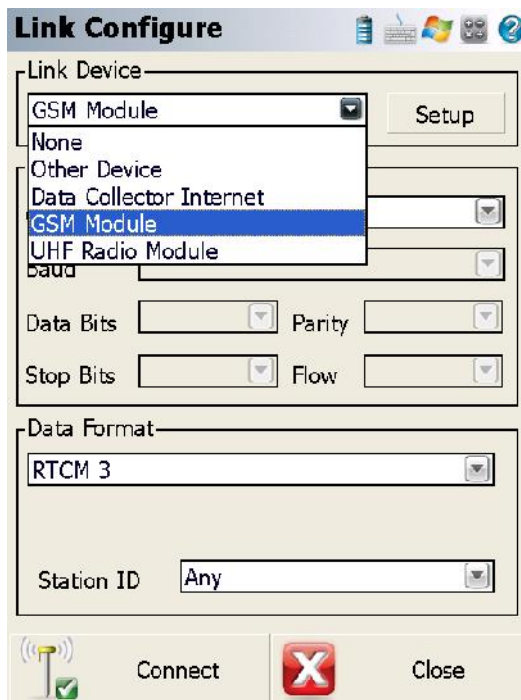 Link Configure
Link Device
GSM Module
Setup
None
Other Device
Data Collector Internet
GSM Module
UHF Radio Module
Baud
Data Bits
Parity
Stop Bits
Flow
Data Format
RTCM 3
Station ID
Any
Connect
Close